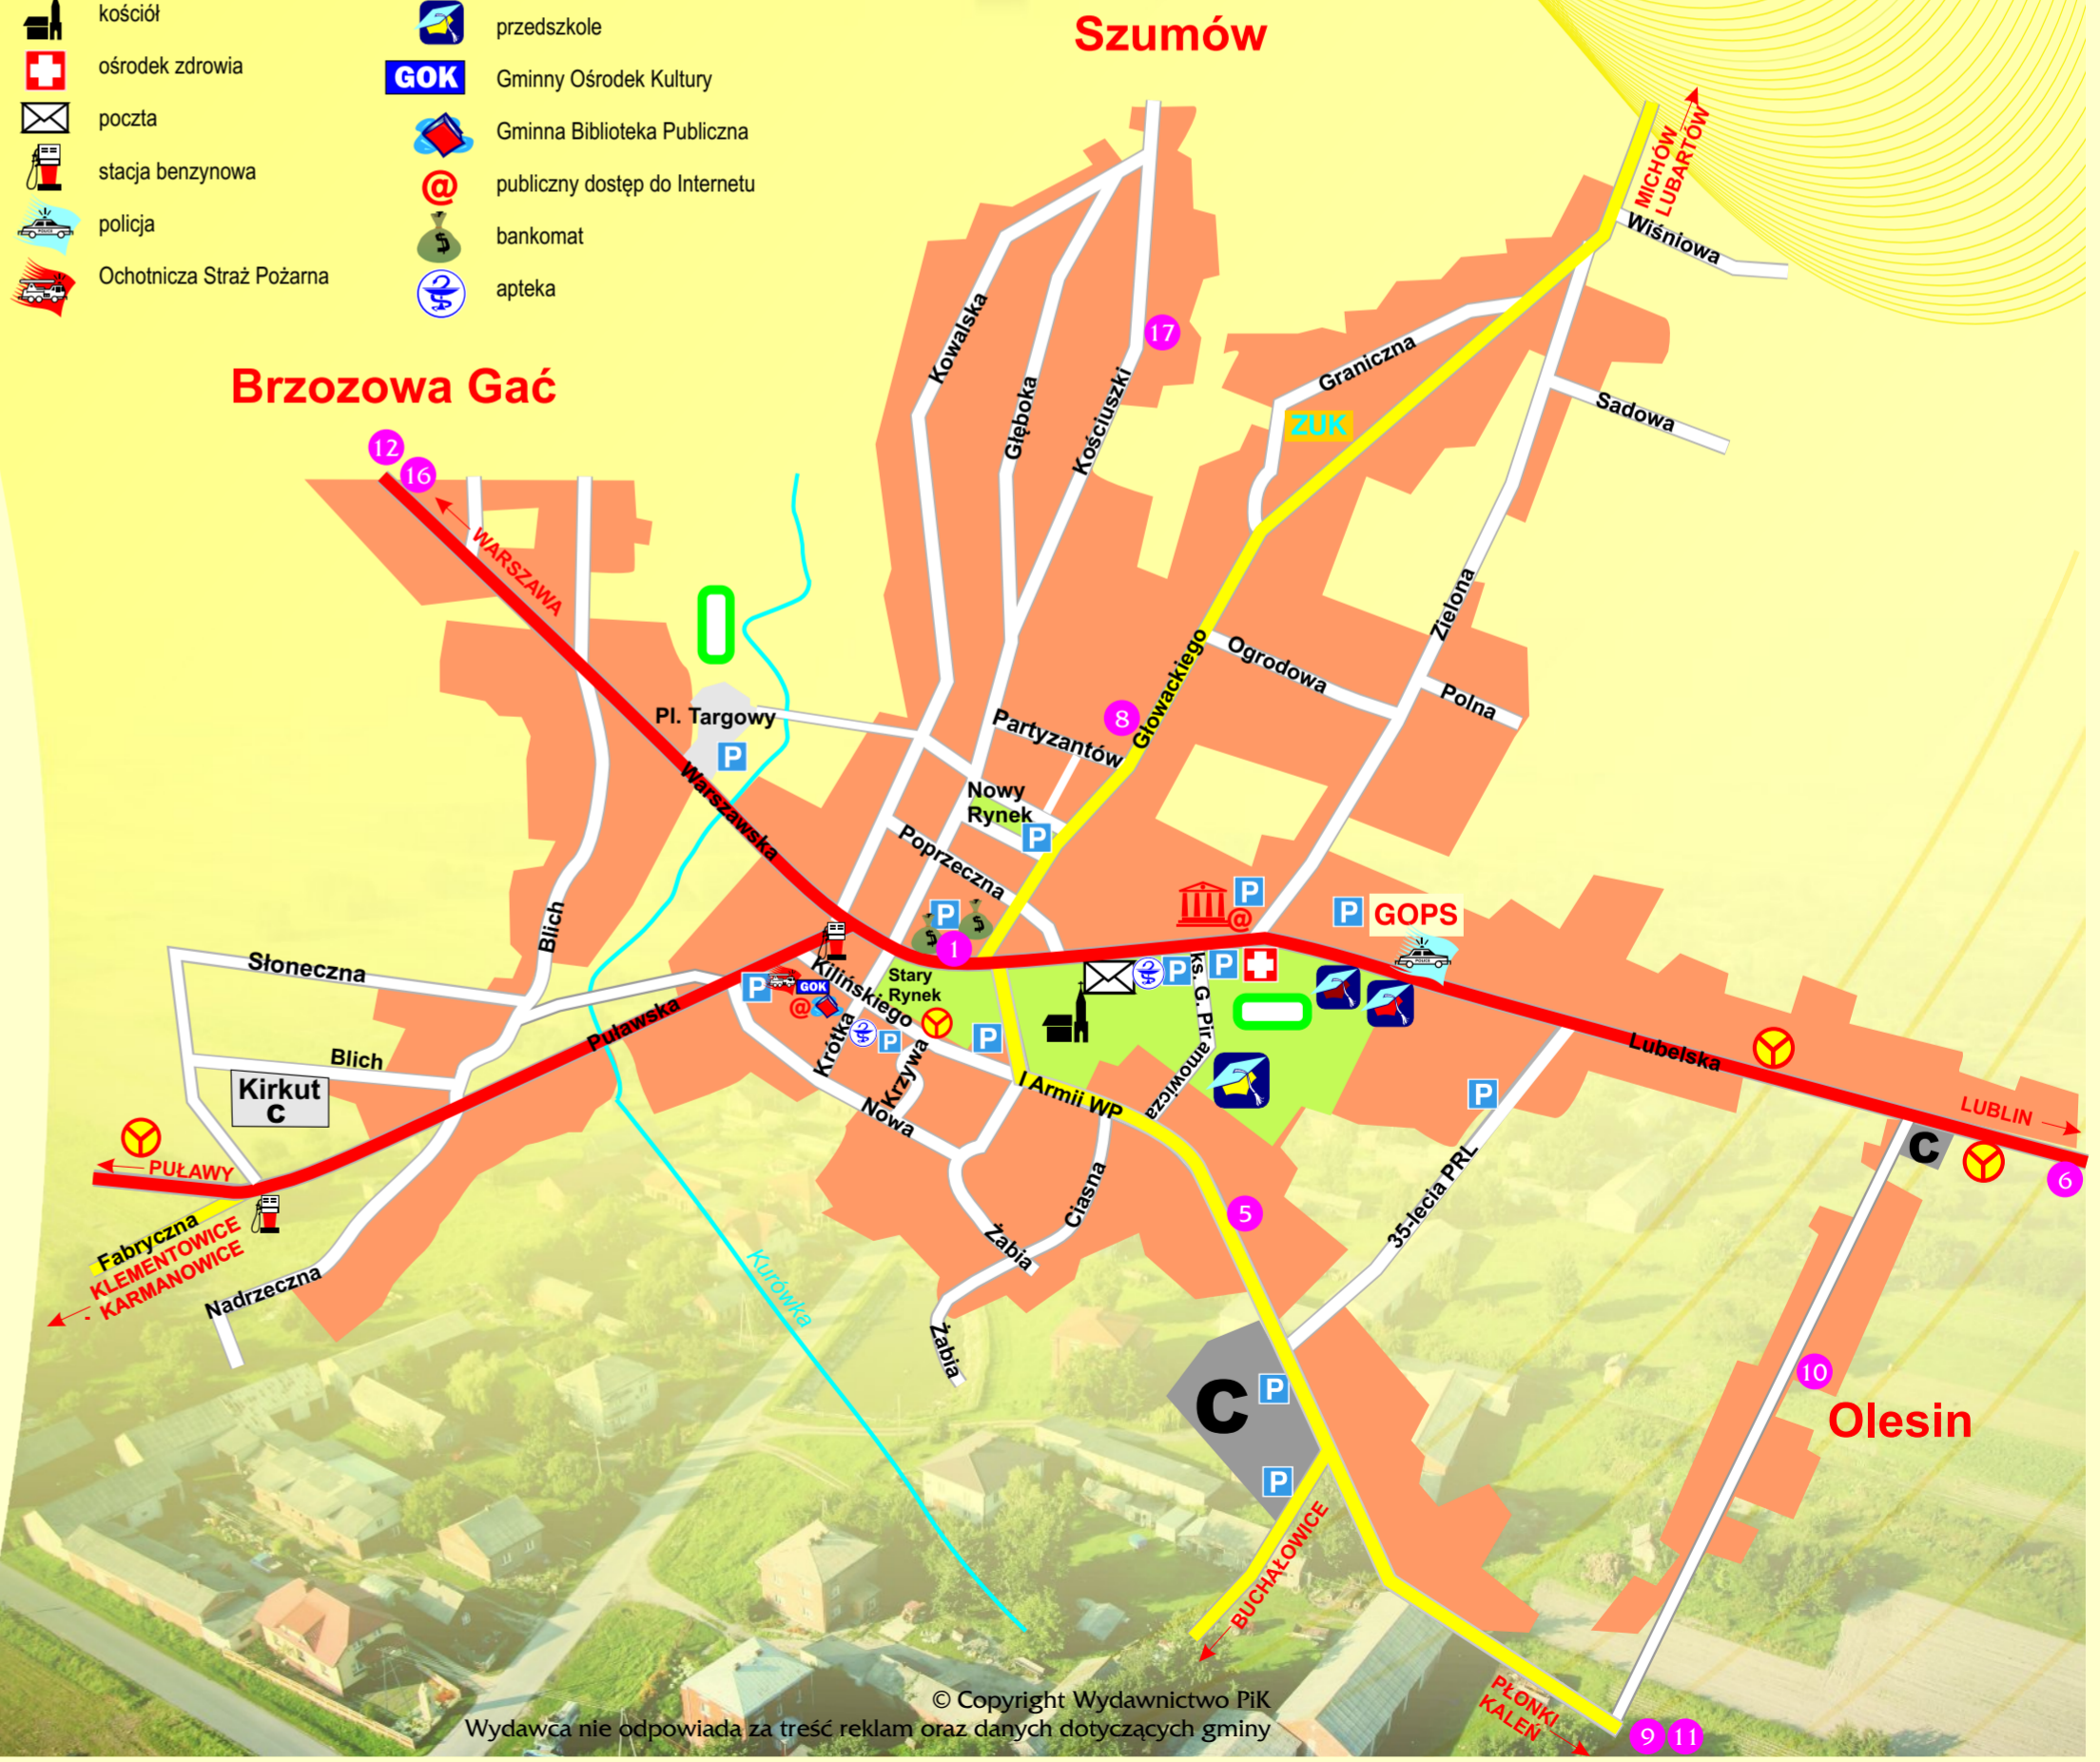 kościół
ośrodek zdrowia
poczta
stacja benzynowa
POLICE
policja
Ochotnicza Straż Pożarna
przedszkole
GOK
Gminny Ośrodek Kultury
Gminna Biblioteka Publiczna
@
publiczny dostęp do Internetu
$
bankomat
apteka
Szumów
MICHÓW
LUBARTÓW
Wiśniowa
Kowalska
Głęboka
Kościuszki
17
Graniczna
ZUK
Sadowa
Brzozowa Gać
12
16
WARSZAWA
Zielona
Ogrodowa
Polna
Głowackiego
8
Partyzantów
Pl. Targowy
P
Warszawska
Nowy
Rynek
P
Poprzeczna
P
$
$
1
P
@
P
GOPS
POLICE
Blich
Słoneczna
Blich
Kirkut
C
Puławska
P
GOK
@
Kilińskiego
Stary
Rynek
Krótka
P
Krzywa
P
Nowa
P
P
ks. G. Piramowicza
I Armii WP
Lubelska
P
LUBLIN
C
6
PUŁAWY
Fabryczna
KLEMENTOWICE
- KARMANOWICE
Nadrzeczna
Kurówka
Ciasna
Żabia
Żabia
5
35-lecia PRL
C
P
P
10
Olesin
BUCHAŁOWICE
PŁONKI
KALEŃ
9
11
© Copyright Wydawnictwo PiK
Wydawca nie odpowiada za treść reklam oraz danych dotyczących gminy